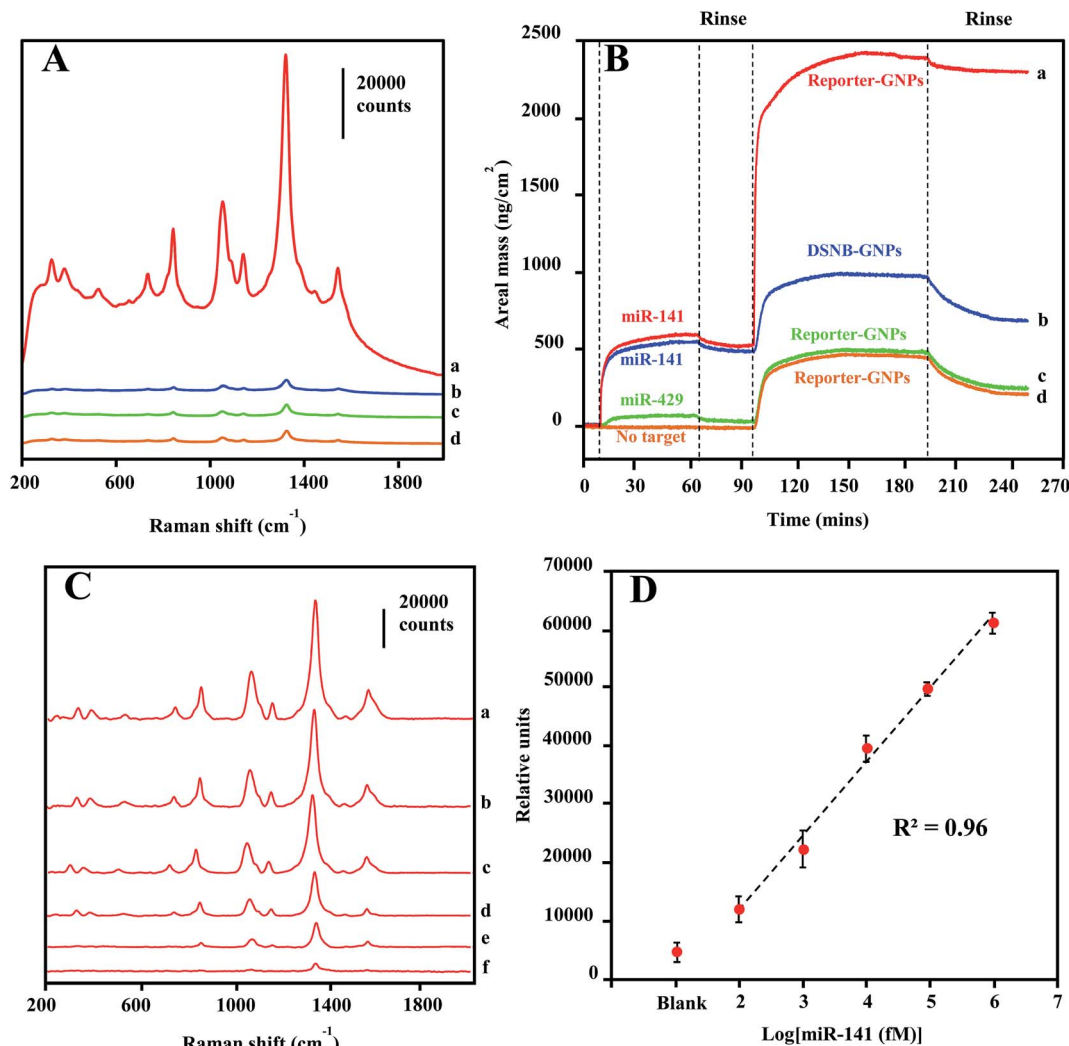 A
20000
counts
a
b
c
d
200 600 1000 1400 1800
Raman shift (cm-1)
Rinse Rinse
B
2500
2000
1500
1000
500
0
Areal mass (ng/cm2)
Reporter-GNPs
a
DSNB-GNPs
b
miR-141
miR-141
Reporter-GNPs
Reporter-GNPs
c
d
miR-429
No target
0 30 60 90 120 150 180 210 240 270
Time (mins)
C
20000
counts
a
b
c
d
e
f
200 600 1000 1400 1800
Raman shift (cm-1)
D
70000
60000
50000
40000
30000
20000
10000
0
Relative units
R² = 0.96
Blank 2 3 4 5 6 7
Log[miR-141 (fM)]